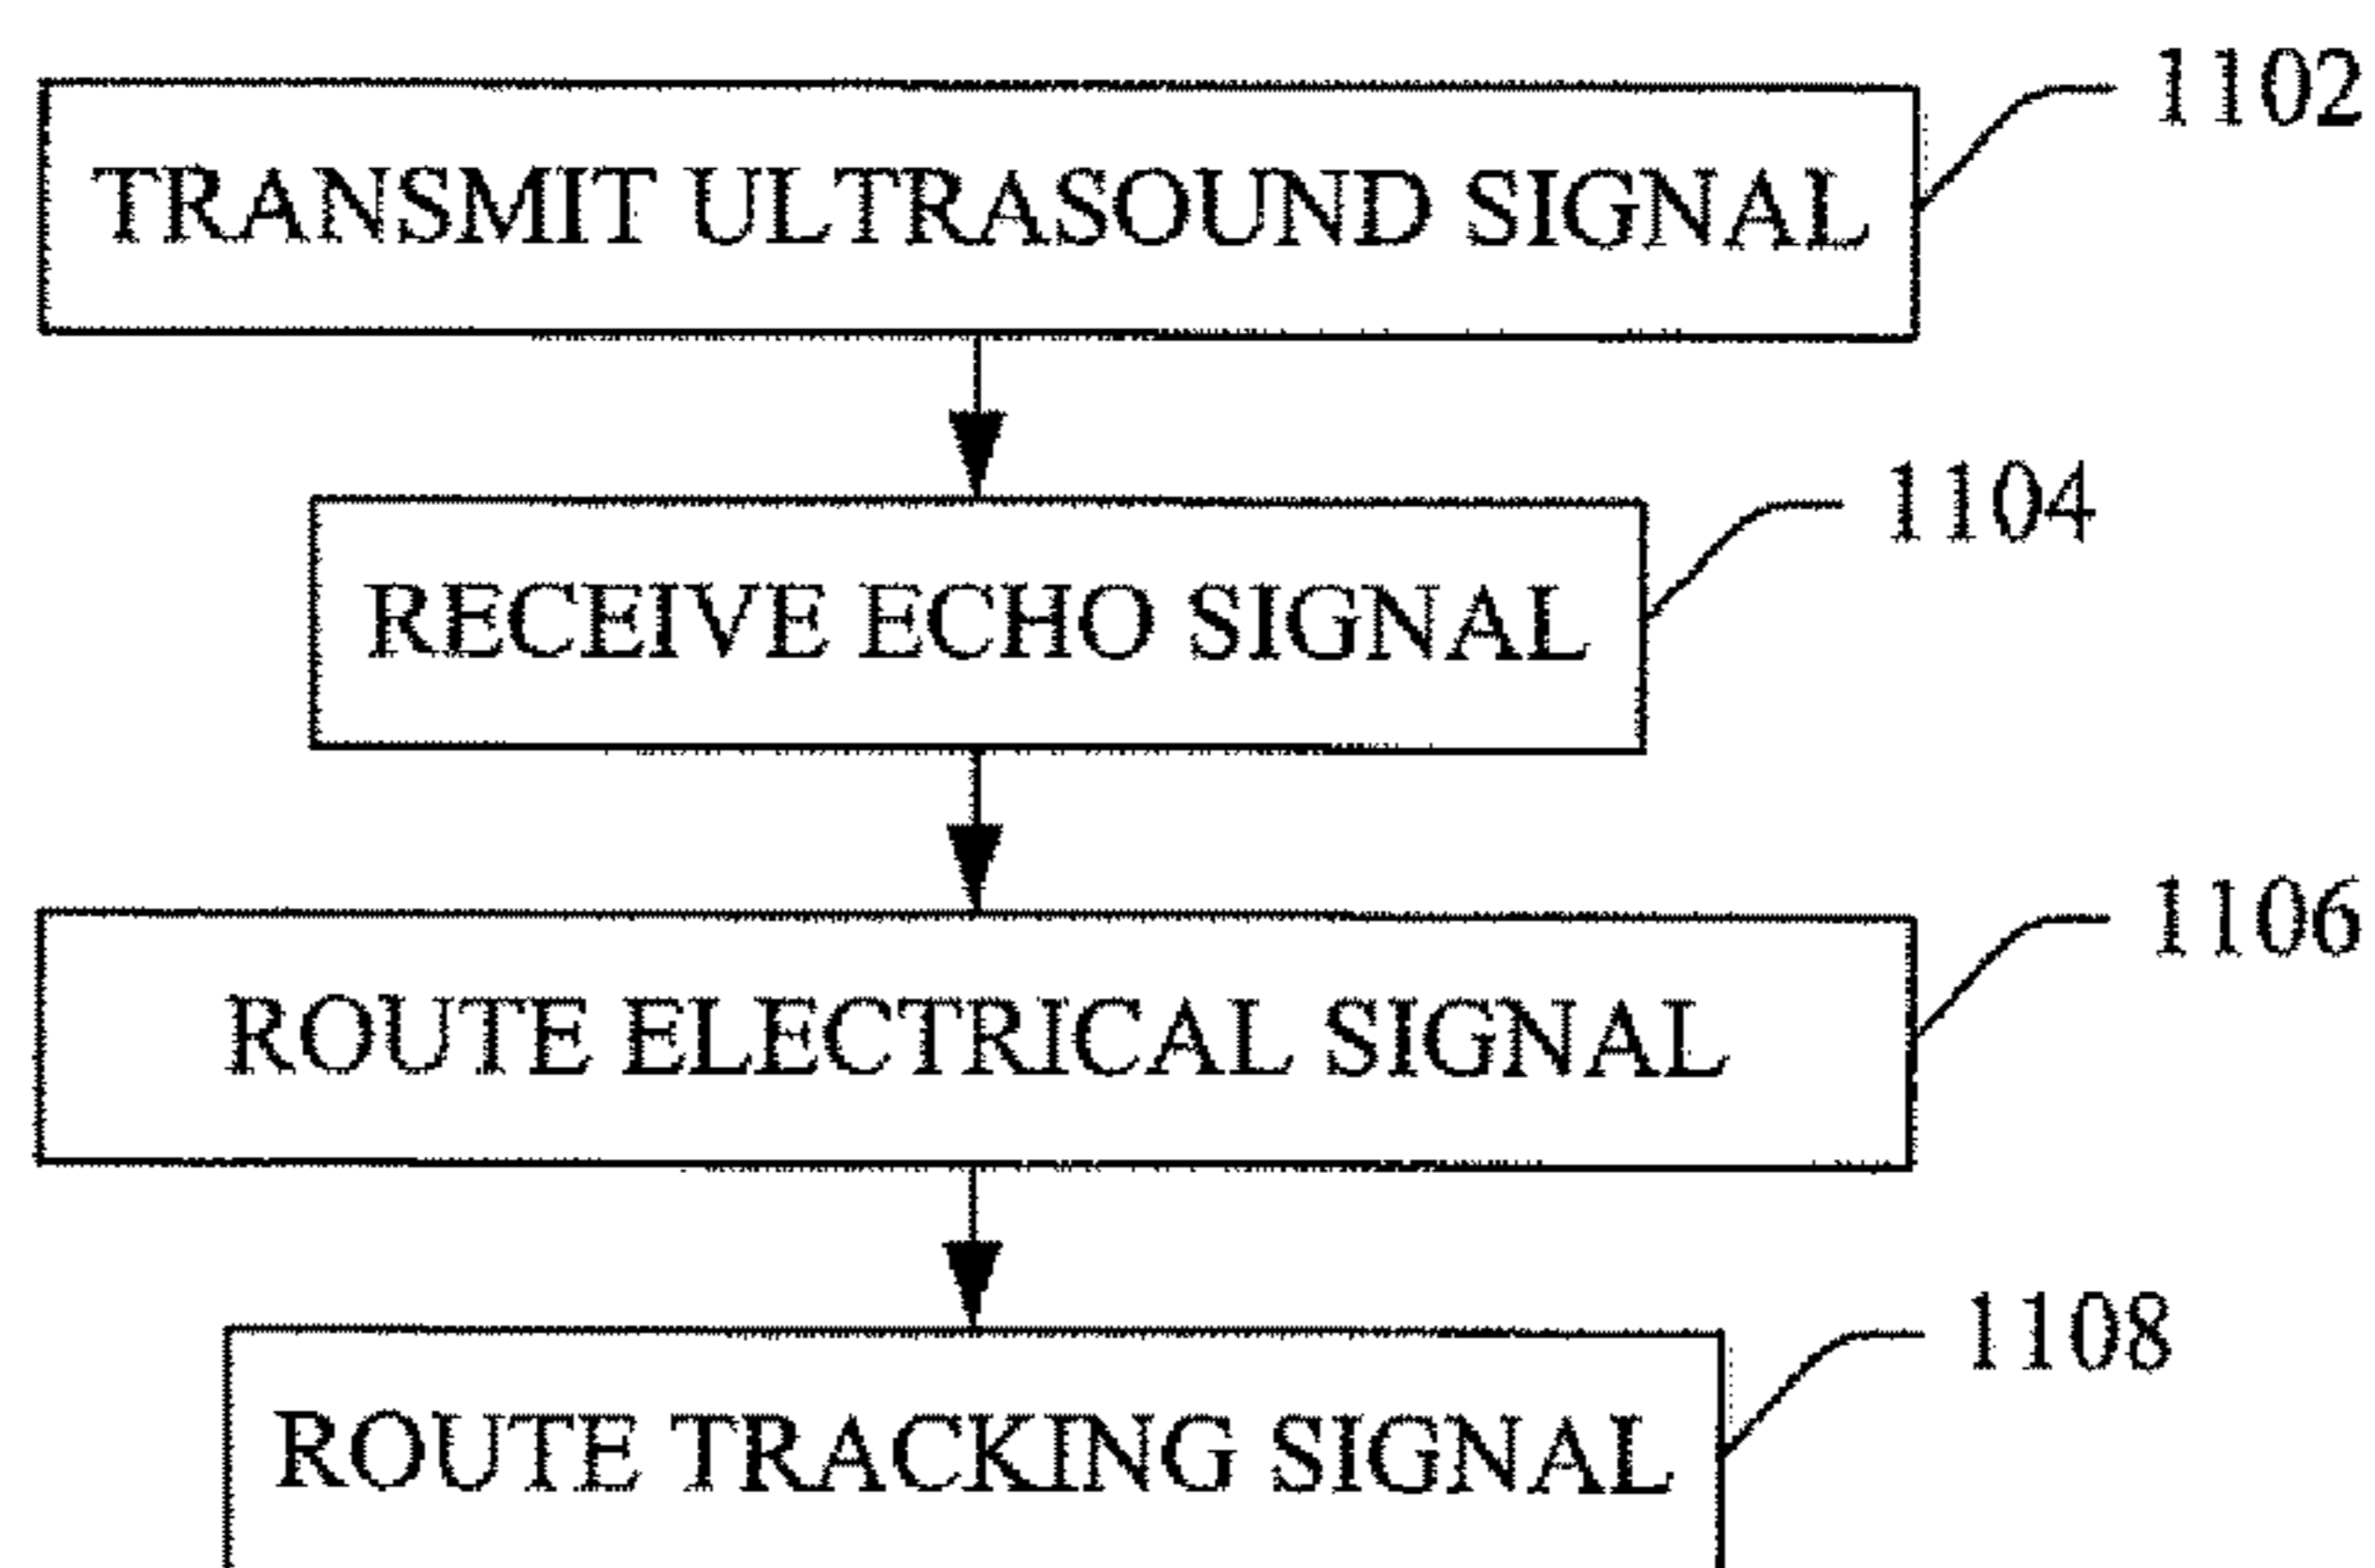 1102
TRANSMIT ULTRASOUND SIGNAL
1104
RECEIVE ECHO SIGNAL
1106
ROUTE ELECTRICAL SIGNAL
1108
ROUTE TRACKING SIGNAL